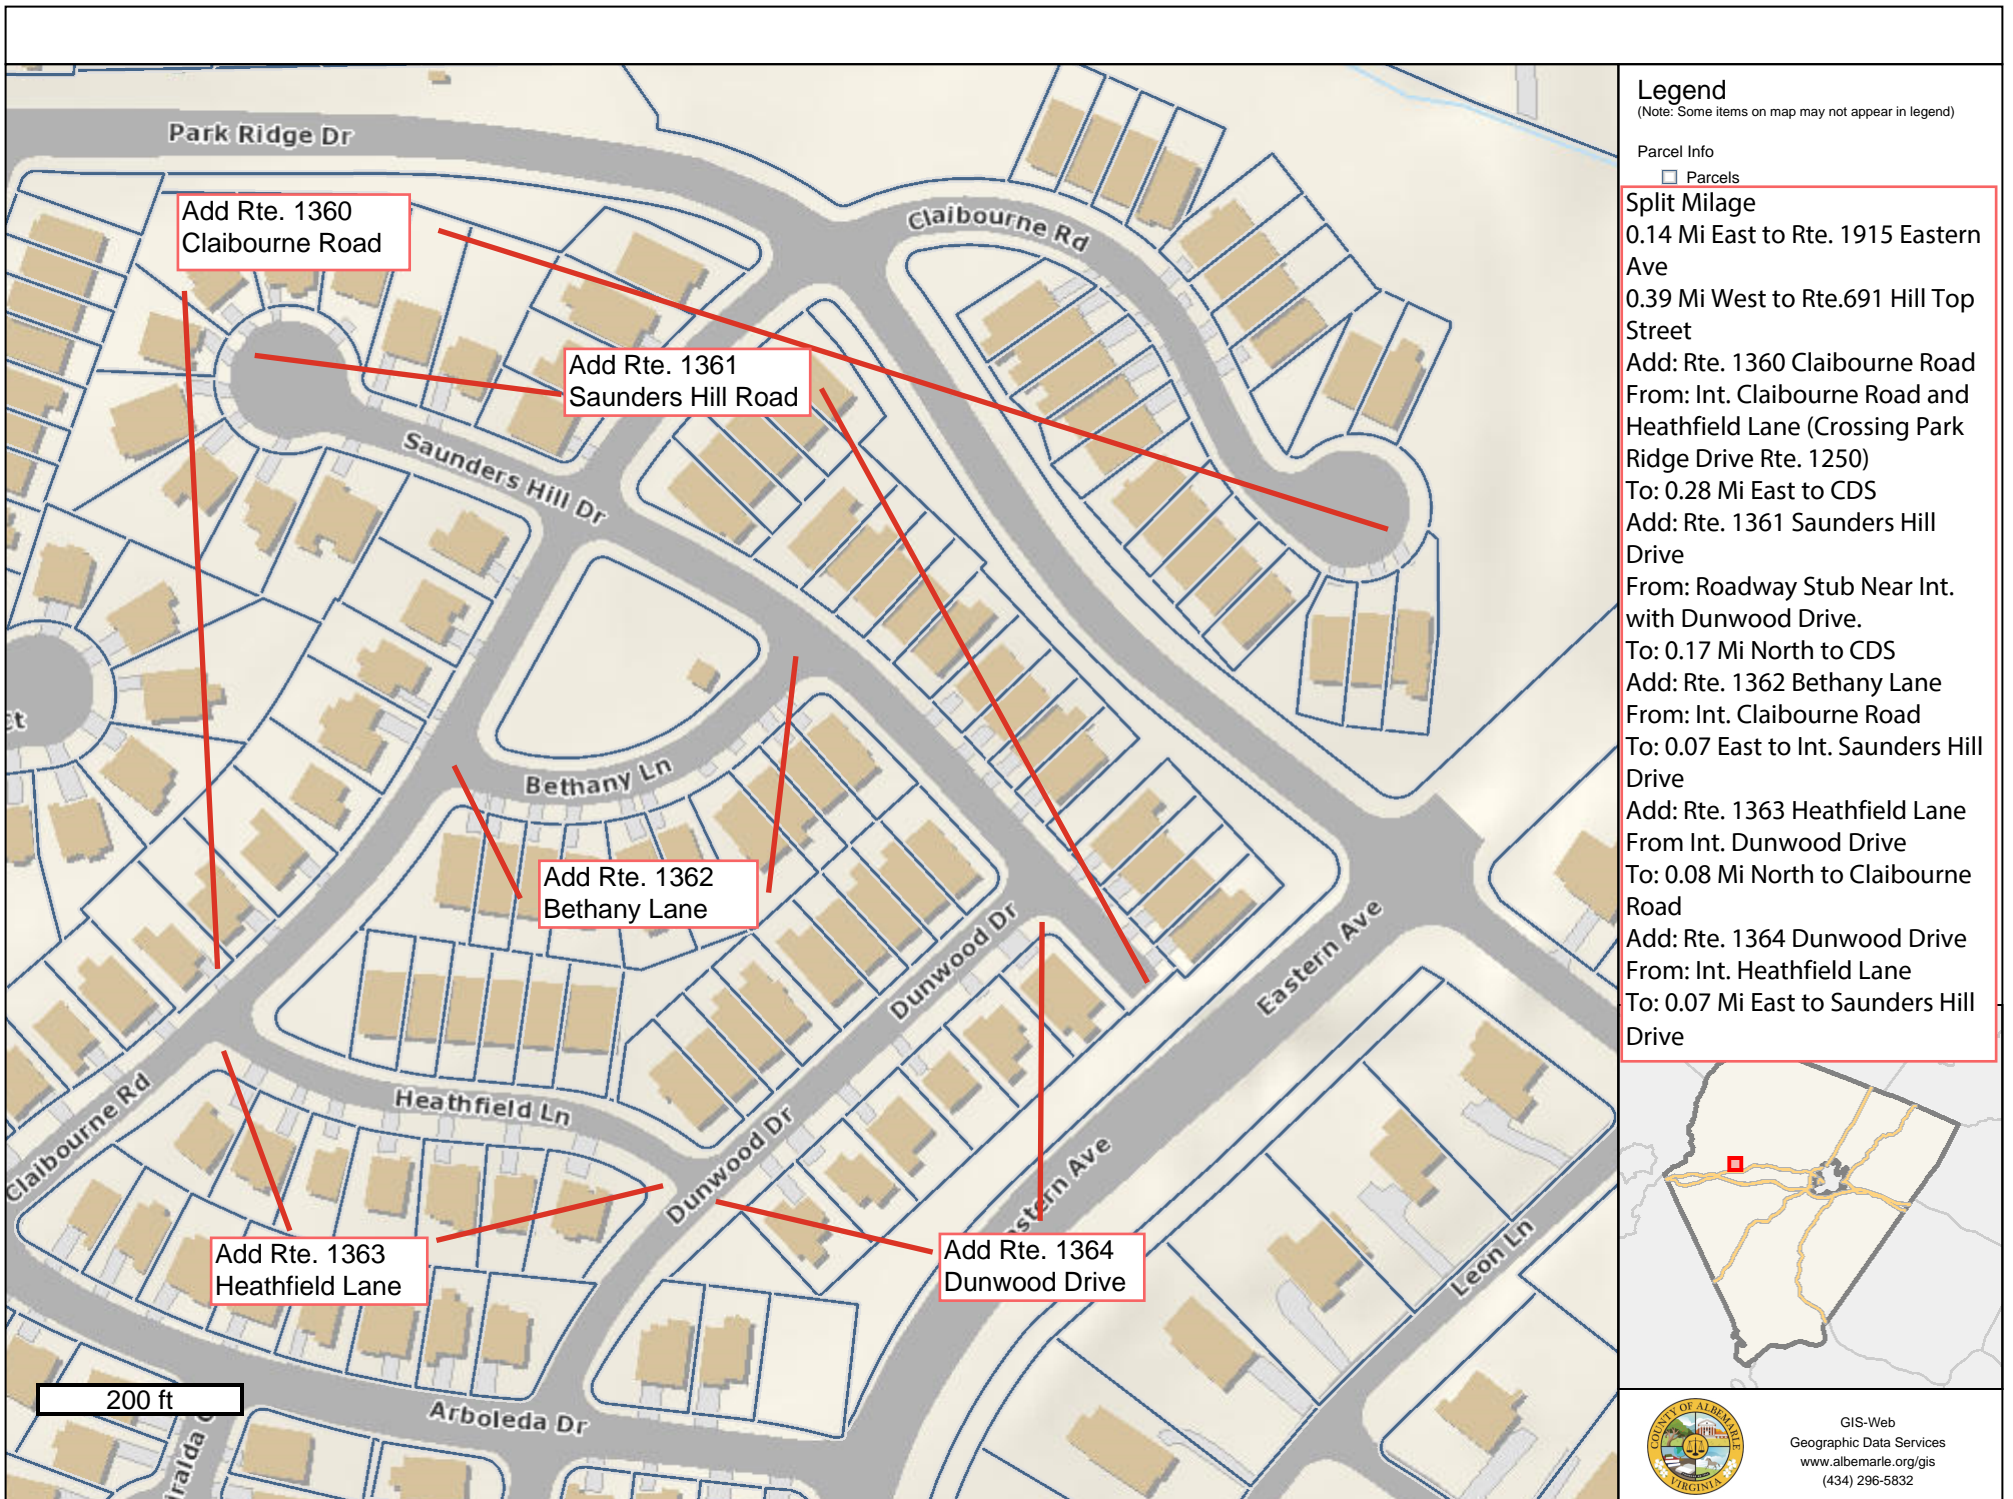 Park Ridge Dr
Claibourne Rd
Add Rte. 1360
Claibourne Road
Add Rte. 1361
Saunders Hill Road
Saunders Hill Dr
Ct
Bethany Ln
Add Rte. 1362
Bethany Lane
Dunwood Dr
Eastern Ave
Claibourne Rd
Heathfield Ln
Dunwood Dr
stern Ave
Add Rte. 1363
Heathfield Lane
Add Rte. 1364
Dunwood Drive
Leon Ln
200 ft
Arboleda Dr
iralda
Legend
(Note: Some items on map may not appear in legend)
Parcel Info
Parcels
Split Milage
0.14 Mi East to Rte. 1915 Eastern
Ave
0.39 Mi West to Rte.691 Hill Top
Street
Add: Rte. 1360 Claibourne Road
From: Int. Claibourne Road and
Heathfield Lane (Crossing Park
Ridge Drive Rte. 1250)
To: 0.28 Mi East to CDS
Add: Rte. 1361 Saunders Hill
Drive
From: Roadway Stub Near Int.
with Dunwood Drive.
To: 0.17 Mi North to CDS
Add: Rte. 1362 Bethany Lane
From: Int. Claibourne Road
To: 0.07 East to Int. Saunders Hill
Drive
Add: Rte. 1363 Heathfield Lane
From Int. Dunwood Drive
To: 0.08 Mi North to Claibourne
Road
Add: Rte. 1364 Dunwood Drive
From: Int. Heathfield Lane
To: 0.07 Mi East to Saunders Hill
Drive
COUNTY OF ALBEMARLE
VIRGINIA
GIS-Web
Geographic Data Services
www.albemarle.org/gis
(434) 296-5832